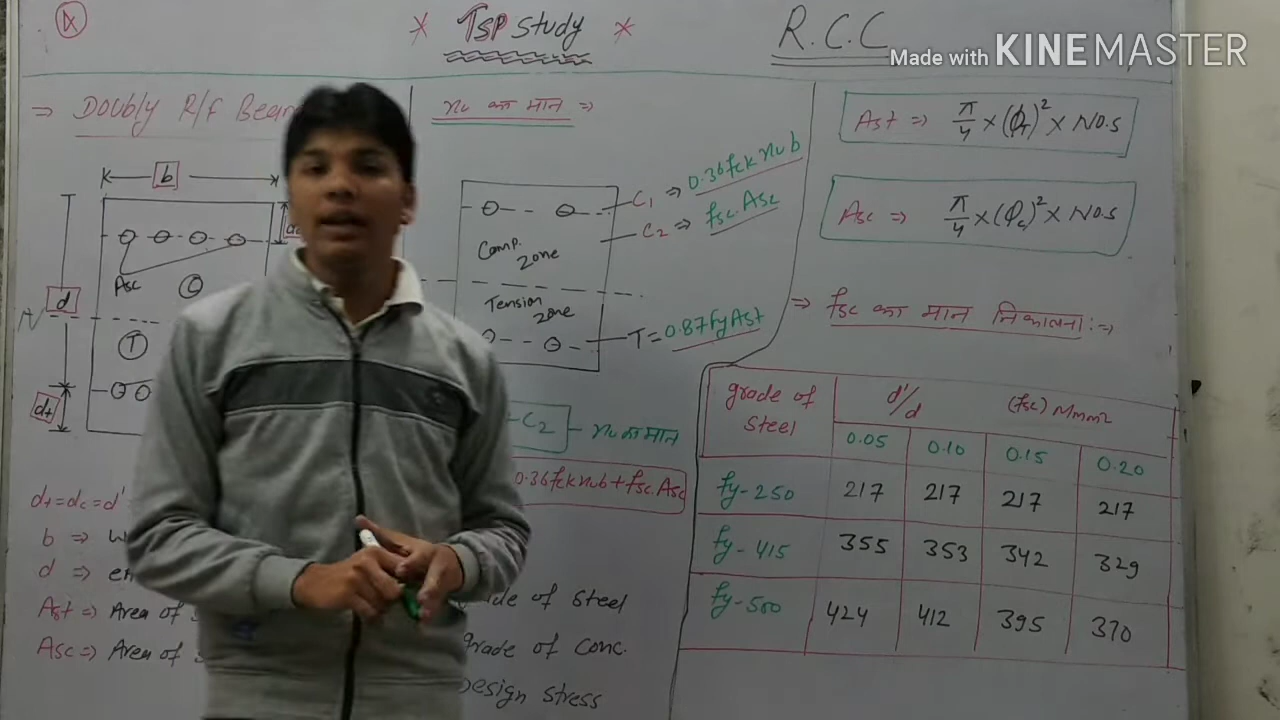 4
* TSP Study *
R.C.C
Made with KINEMASTER
⇒ Doubly R/f Beam
b
d
Asc
C
T
dt
dt = dc = d'
b ⇒
d ⇒
Ast ⇒ Area of
Asc ⇒ Area of
xu का मान ⇒
C1 ⇒ 0.36fck xu b
C2 ⇒ fsc.Asc
Comp. zone
Tension zone
T = 0.87fyAst
-C2
xu का मान
0.36fck xu b + fsc.Asc
grade of steel
grade of conc.
Design stress
Ast ⇒ π/4 × (ϕT)² × NO.S
Asc ⇒ π/4 × (ϕc)² × NO.S
⇒ fsc का मान निकालना :⇒
grade of steel
d'/d (fsc) N/mm2
0.05 0.10 0.15 0.20
fy-250 217 217 217 217
fy-415 355 353 342 329
fy-500 424 412 395 370